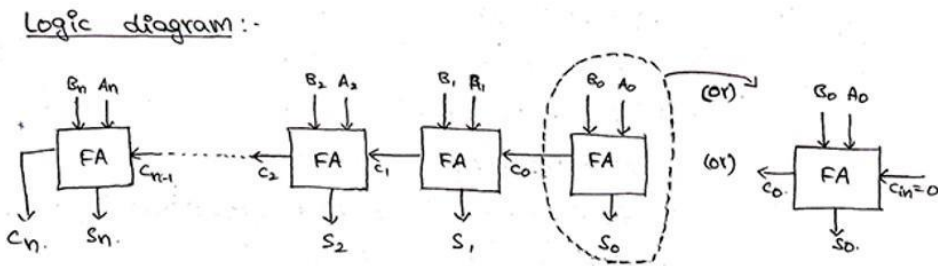 Logic diagram:-
Bn An B2 A2 B1 A1 B0 A0 (or).
B0 A0
FA Cn-1 C2 FA C1 FA C0. FA (or) C0. FA Cin=0
Cn. Sn. S2 S1 S0 S0.